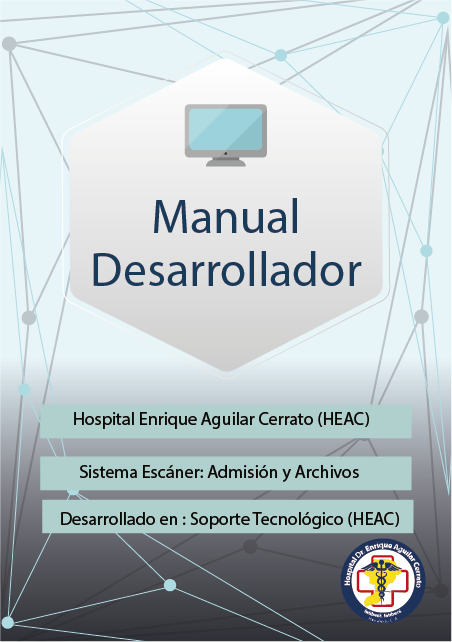 Manual
Desarrollador
Hospital Enrique Aguilar Cerrato (HEAC)
Sistema Escáner: Admisión y Archivos
Desarrollado en : Soporte Tecnológico (HEAC)
Hospital Dr. Enrique Aguilar Cerrato